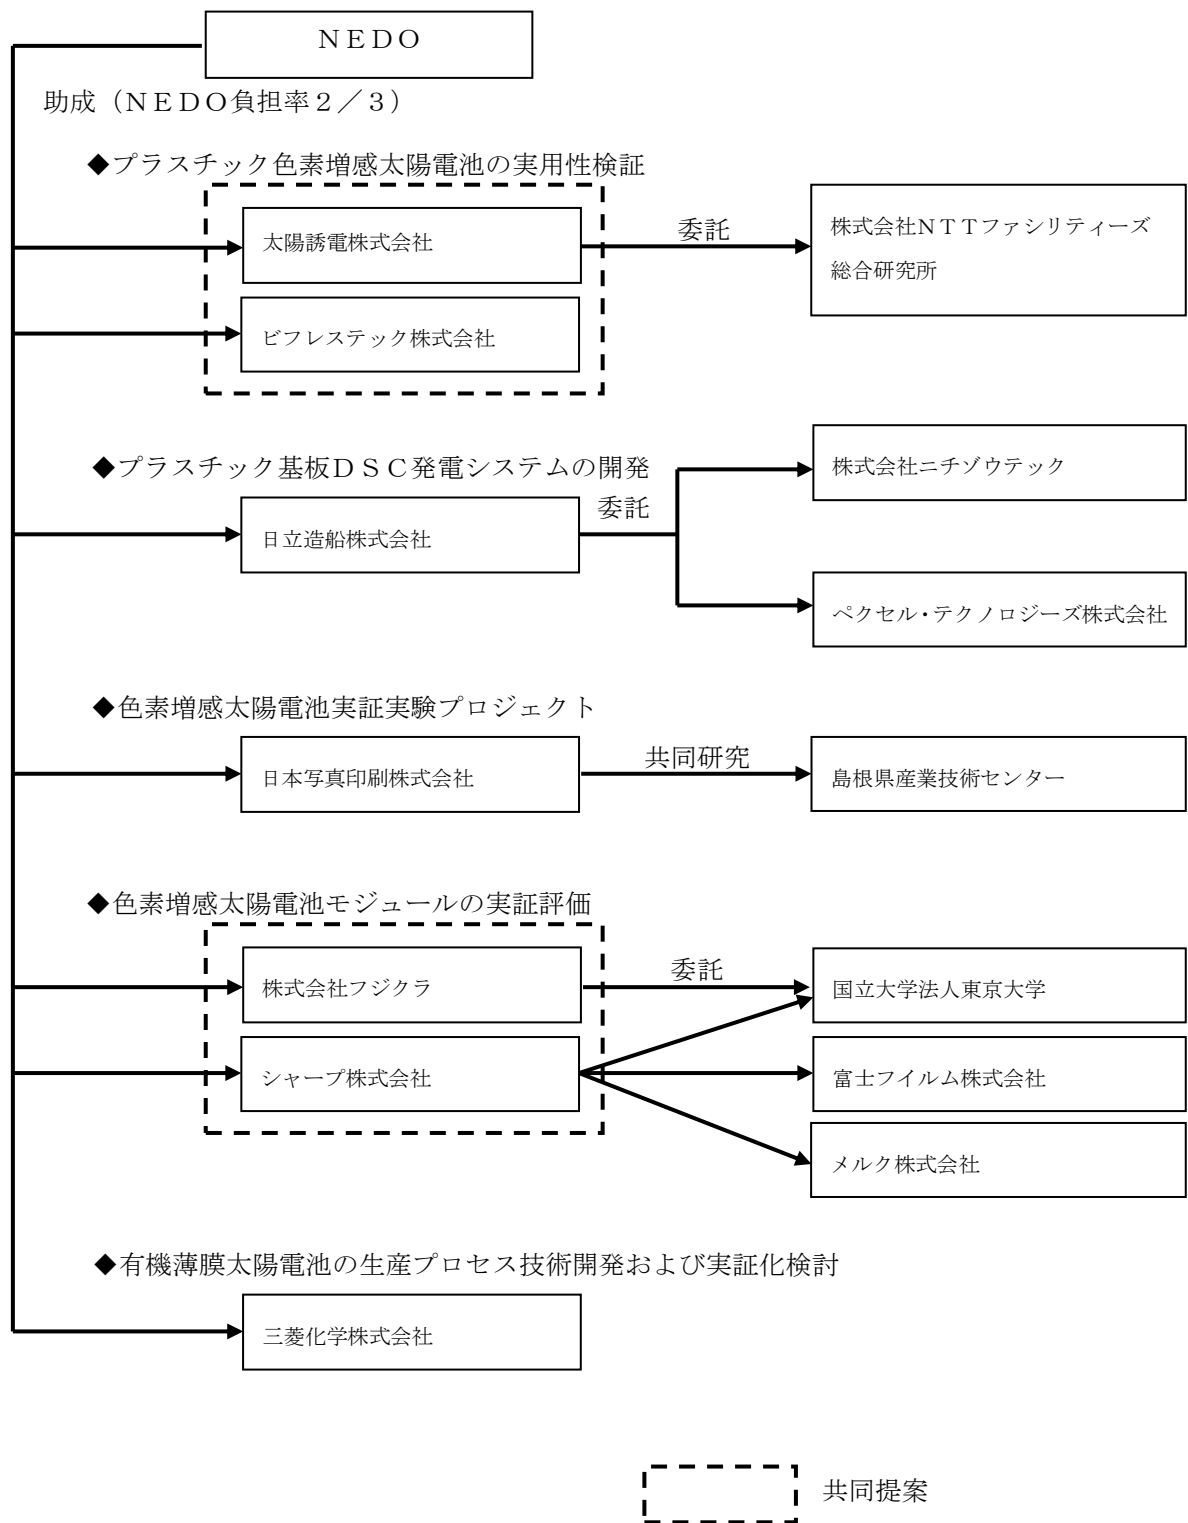 ＮＥＤＯ
助成（ＮＥＤＯ負担率２／３）
◆プラスチック色素増感太陽電池の実用性検証
太陽誘電株式会社
委託
株式会社ＮＴＴファシリティーズ
総合研究所
ビフレステック株式会社
◆プラスチック基板ＤＳＣ発電システムの開発
日立造船株式会社
委託
株式会社ニチゾウテック
ペクセル・テクノロジーズ株式会社
◆色素増感太陽電池実証実験プロジェクト
日本写真印刷株式会社
共同研究
島根県産業技術センター
◆色素増感太陽電池モジュールの実証評価
株式会社フジクラ
委託
国立大学法人東京大学
シャープ株式会社
富士フイルム株式会社
メルク株式会社
◆有機薄膜太陽電池の生産プロセス技術開発および実証化検討
三菱化学株式会社
共同提案